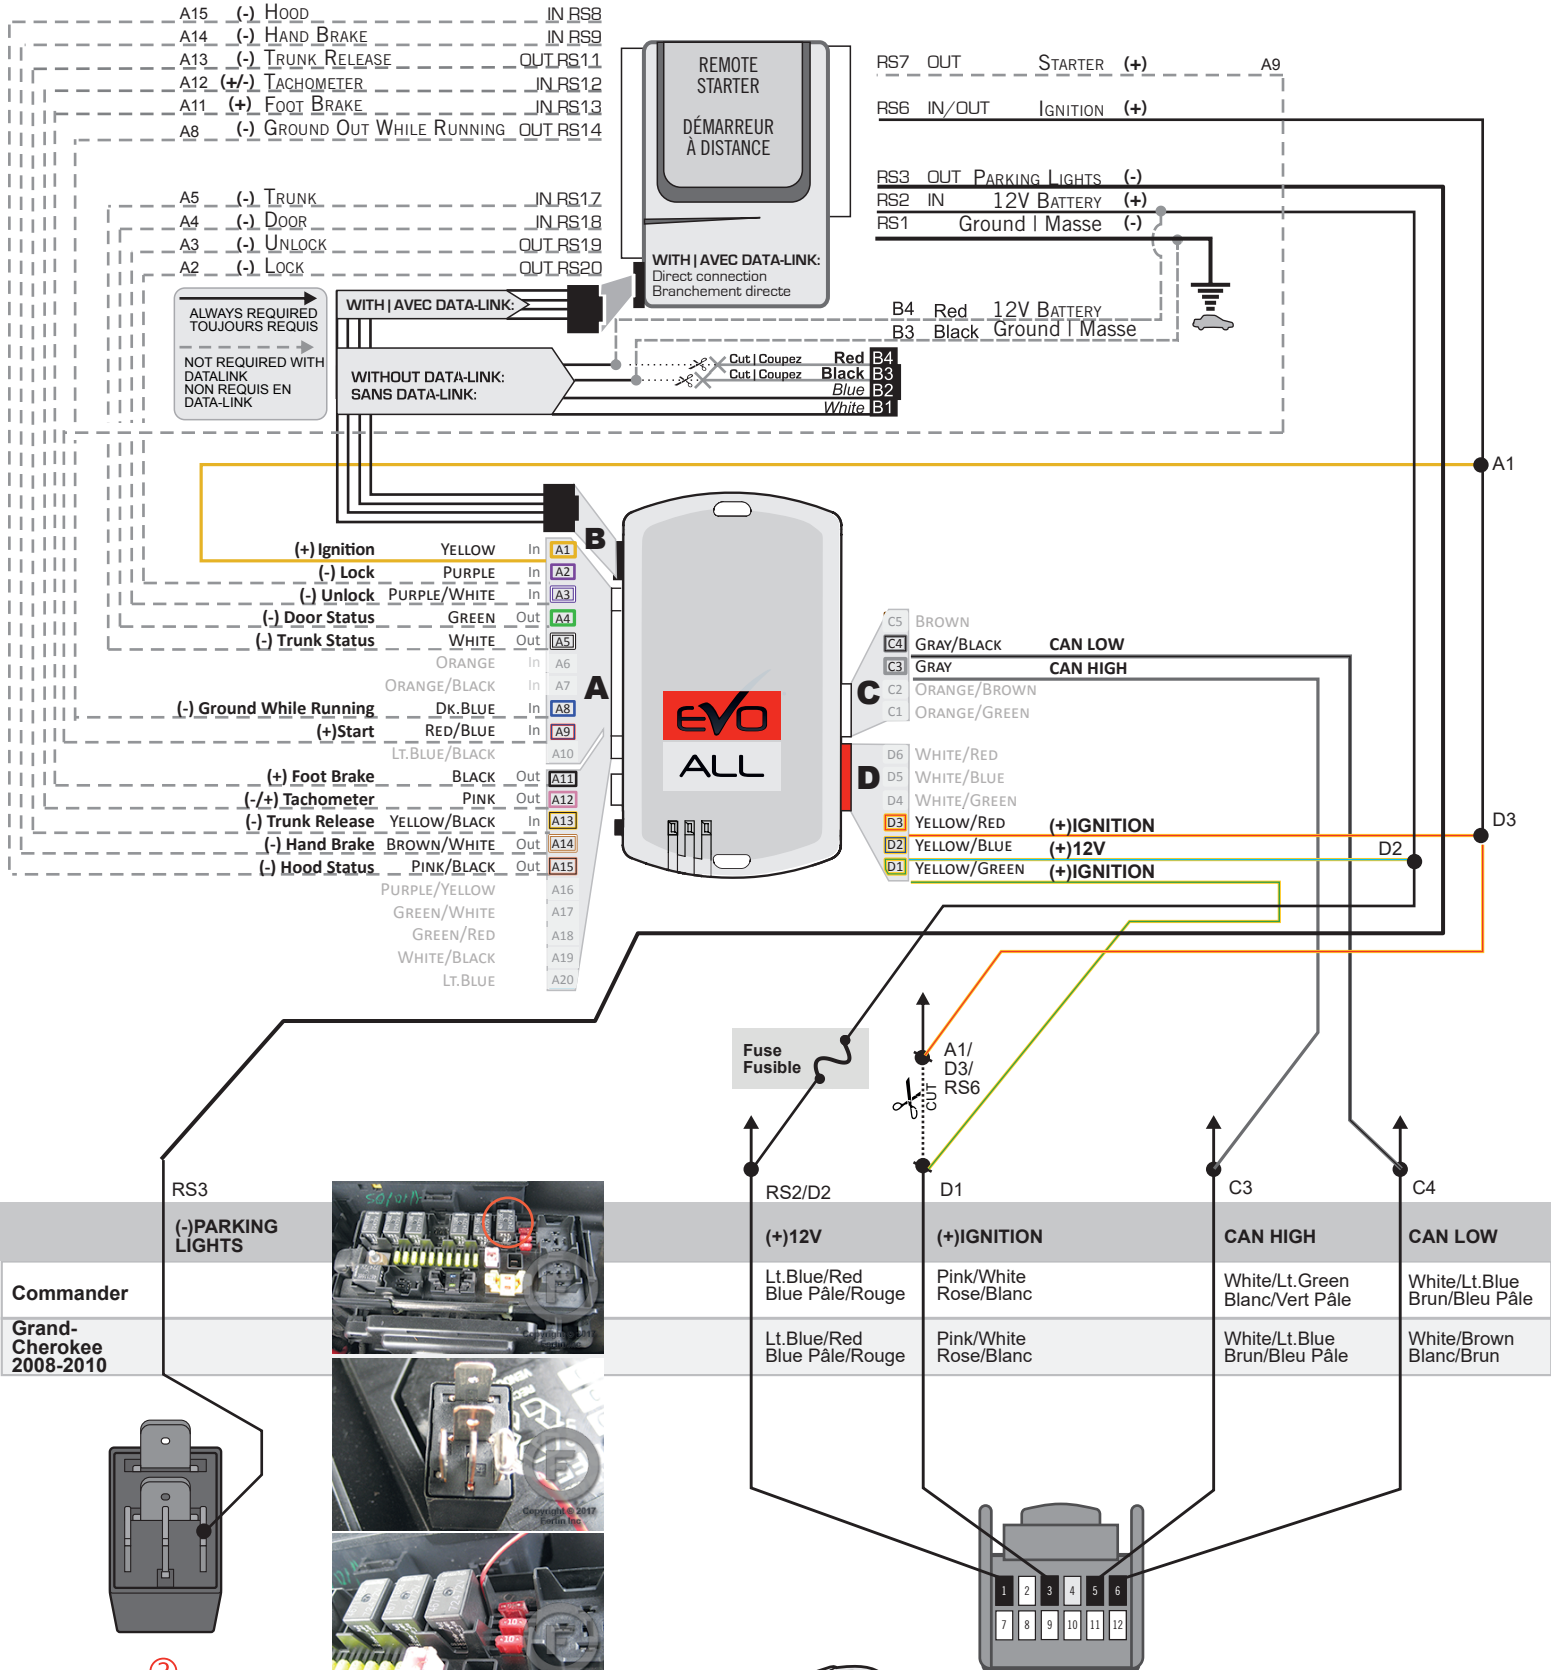 A15 (-) Hood IN RS8
A14 (-) Hand Brake IN RS9
A13 (-) Trunk Release OUT RS11
A12 (+/-) Tachometer IN RS12
A11 (+) Foot Brake IN RS13
A8 (-) Ground Out While Running OUT RS14
A5 (-) Trunk IN RS17
A4 (-) Door IN RS18
A3 (-) Unlock OUT RS19
A2 (-) Lock OUT RS20
REMOTE
STARTER
DÉMARREUR
À DISTANCE
WITH | AVEC DATA-LINK:
Direct connection
Branchement directe
RS7 OUT Starter (+) A9
RS6 IN/OUT Ignition (+)
RS3 OUT Parking Lights (-)
RS2 IN 12V Battery (+)
RS1 Ground | Masse (-)
ALWAYS REQUIRED
TOUJOURS REQUIS
NOT REQUIRED WITH
DATALINK
NON REQUIS EN
DATA-LINK
WITH | AVEC DATA-LINK:
WITHOUT DATA-LINK:
SANS DATA-LINK:
B4 Red 12V Battery
B3 Black Ground | Masse
Cut | Coupez Red B4
Cut | Coupez Black B3
Blue B2
White B1
A1
B
(+) Ignition Yellow In A1
(-) Lock Purple In A2
(-) Unlock Purple/White In A3
(-) Door Status Green Out A4
(-) Trunk Status White Out A5
Orange In A6
Orange/Black In A7
(-) Ground While Running Dk.Blue In A8
(+)Start Red/Blue In A9
Lt.Blue/Black A10
(+) Foot Brake Black Out A11
(-/+) Tachometer Pink Out A12
(-) Trunk Release Yellow/Black In A13
(-) Hand Brake Brown/White Out A14
(-) Hood Status Pink/Black Out A15
Purple/Yellow A16
Green/White A17
Green/Red A18
White/Black A19
Lt.Blue A20
A
EVO
ALL
C
C5 Brown
C4 Gray/Black CAN LOW
C3 Gray CAN HIGH
C2 Orange/Brown
C1 Orange/Green
D
D6 White/Red
D5 White/Blue
D4 White/Green
D3 Yellow/Red (+)IGNITION D3
D2 Yellow/Blue (+)12V D2
D1 Yellow/Green (+)IGNITION
Fuse
Fusible
A1/
D3/
RS6
CUT
RS3
RS2/D2
D1
C3
C4
(-)PARKING
LIGHTS
(+)12V
(+)IGNITION
CAN HIGH
CAN LOW
Commander
Lt.Blue/Red
Blue Pâle/Rouge
Pink/White
Rose/Blanc
White/Lt.Green
Blanc/Vert Pâle
White/Lt.Blue
Brun/Bleu Pâle
Grand-
Cherokee
2008-2010
Lt.Blue/Red
Blue Pâle/Rouge
Pink/White
Rose/Blanc
White/Lt.Blue
Brun/Bleu Pâle
White/Brown
Blanc/Brun
Copyright © 2017
Fortin Inc
1 2 3 4 5 6
7 8 9 10 11 12